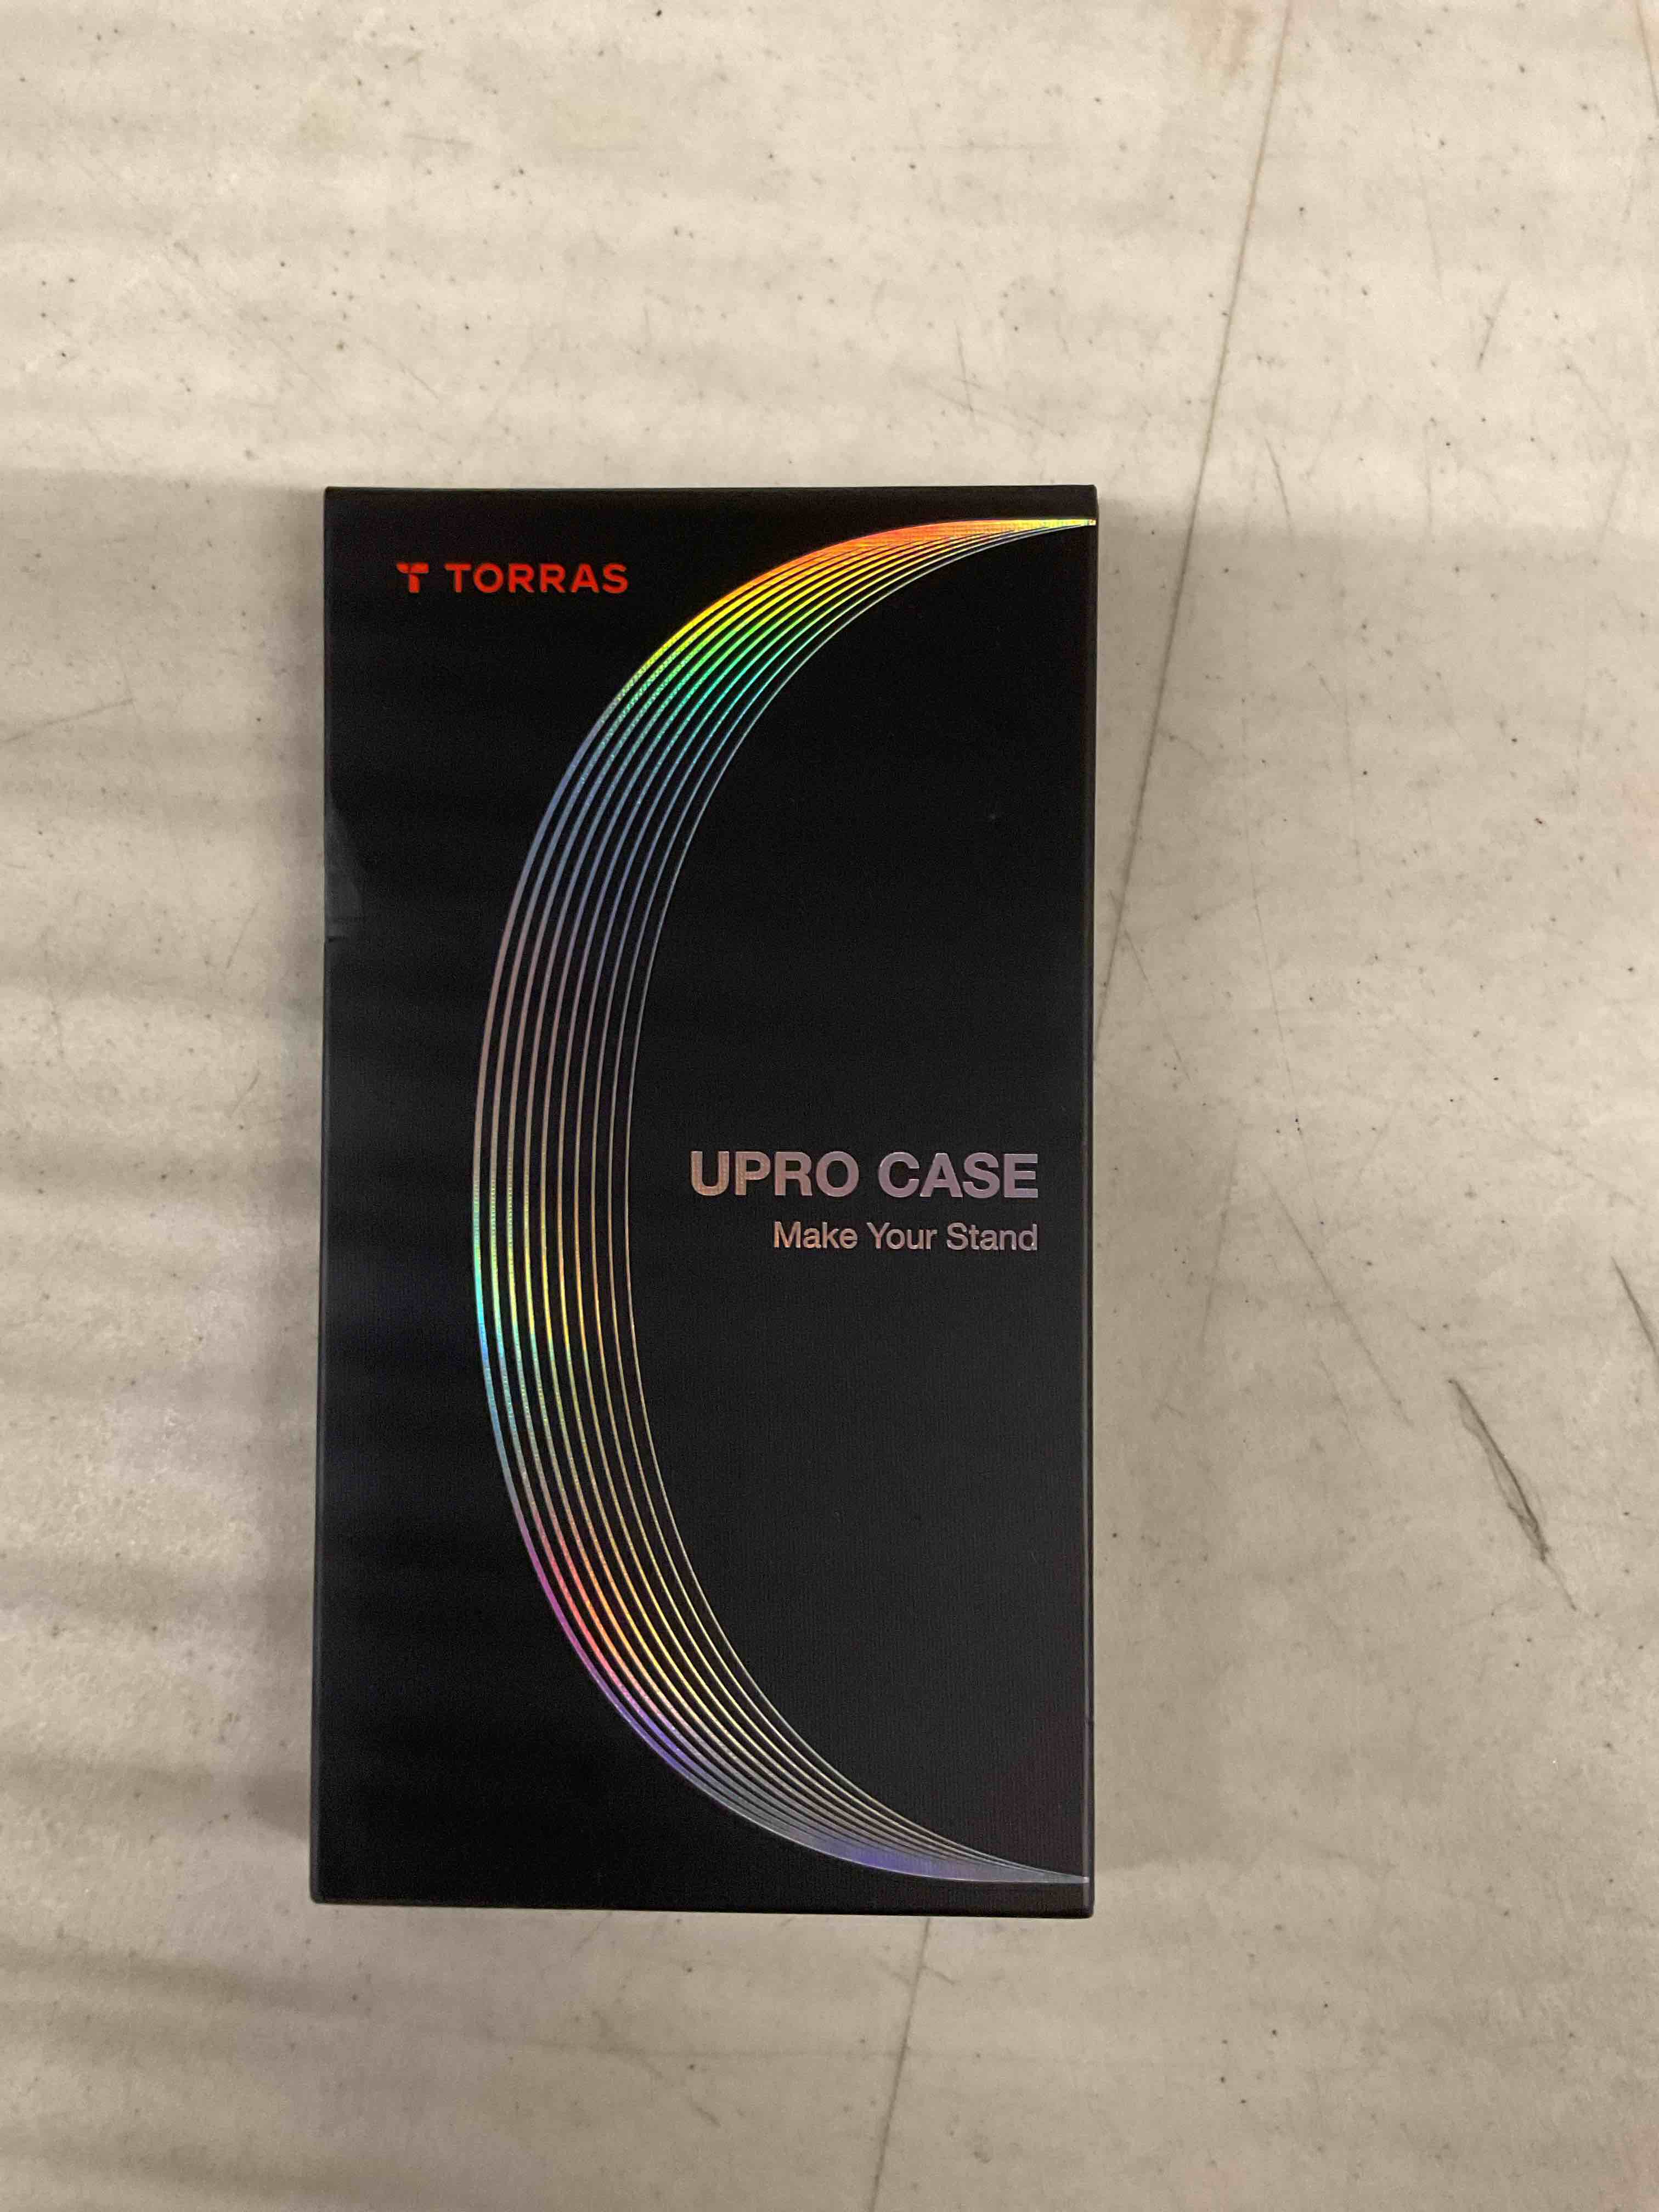 TORRAS
UPRO CASE
Make Your Stand